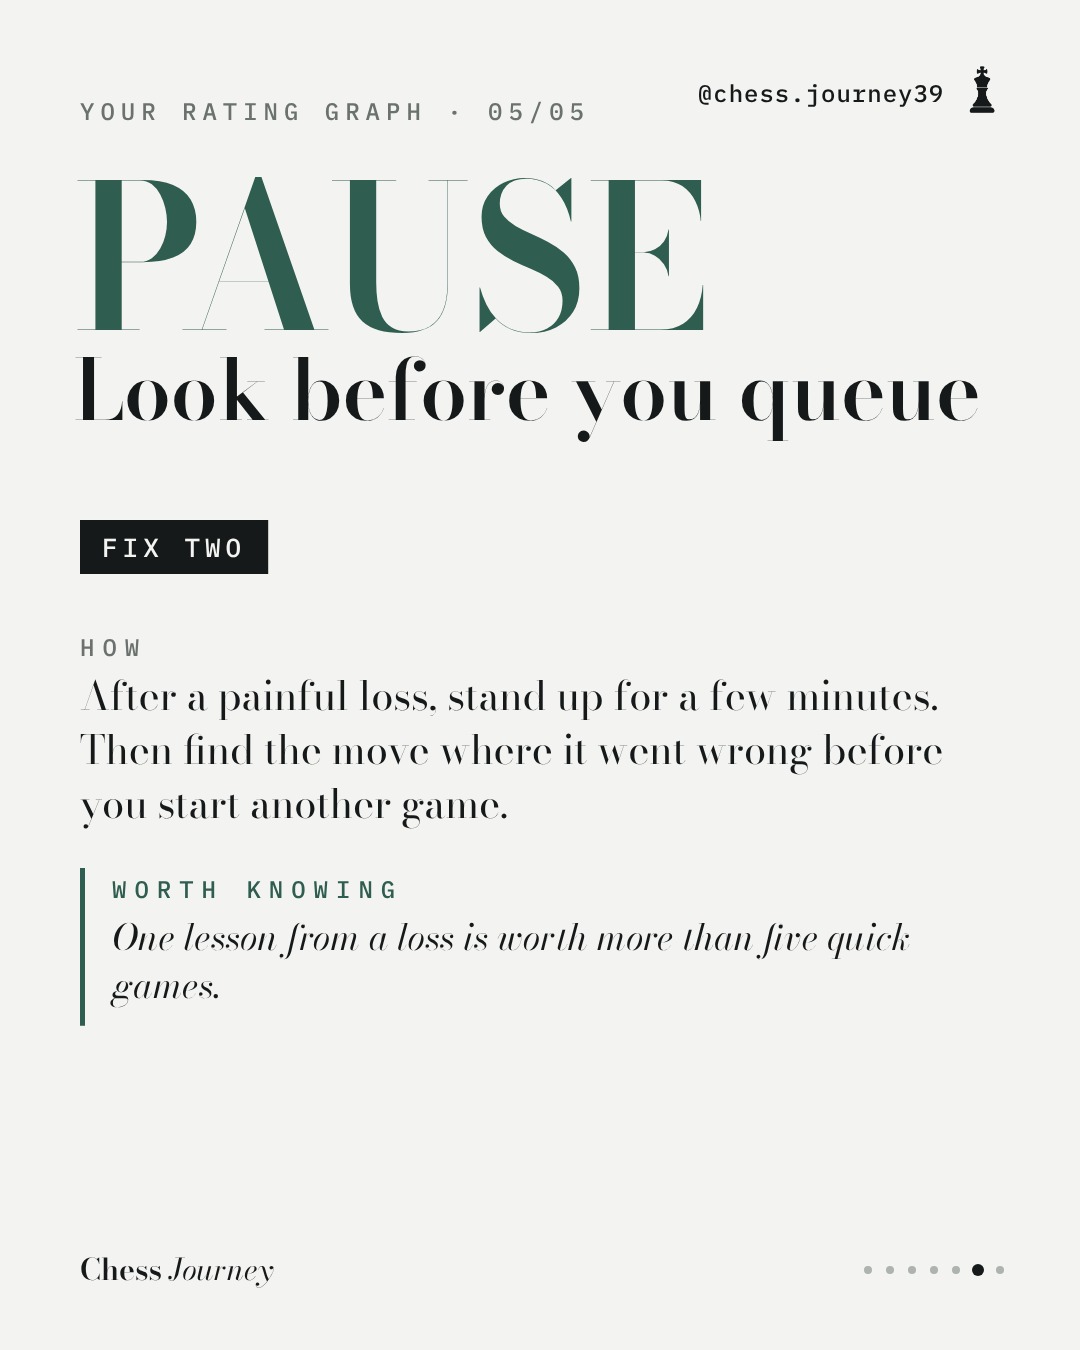 YOUR RATING GRAPH · 05/05
@chess.journey39
PAUSE
Look before you queue
FIX TWO
HOW
After a painful loss, stand up for a few minutes.
Then find the move where it went wrong before
you start another game.
WORTH KNOWING
One lesson from a loss is worth more than five quick
games.
Chess Journey